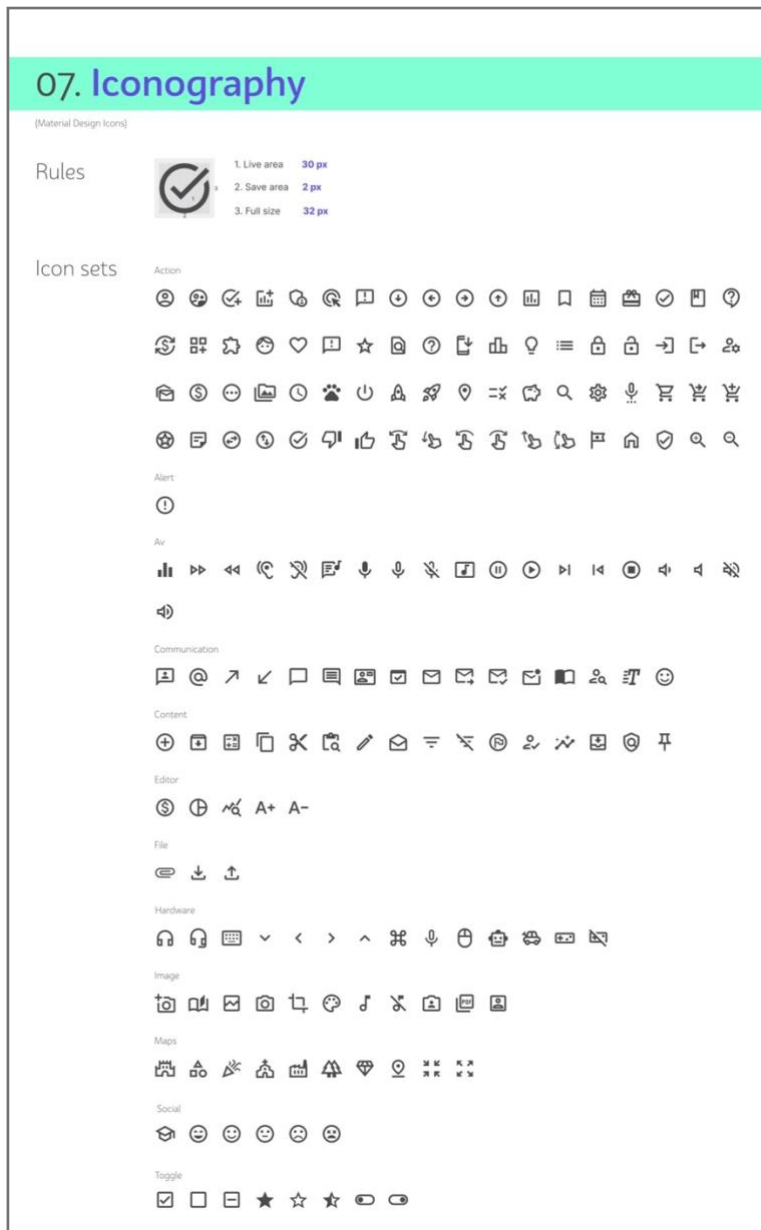 07. Iconography
(Material Design Icons)
Rules
1. Live area 30 px
2. Save area 2 px
3. Full size 32 px
Icon sets
Action
Alert
Av
Communication
Content
Editor
A+ A-
File
Hardware
Image
PDF
Maps
Social
Toggle